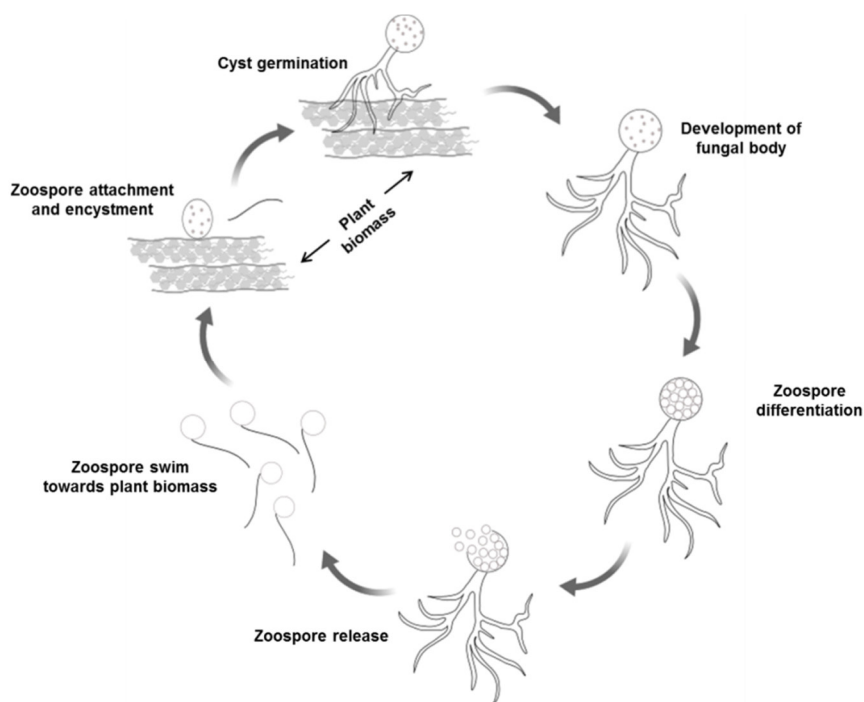 Cyst germination
Development of
fungal body
Zoospore attachment
and encystment
Plant
biomass
Zoospore
differentiation
Zoospore swim
towards plant biomass
Zoospore release